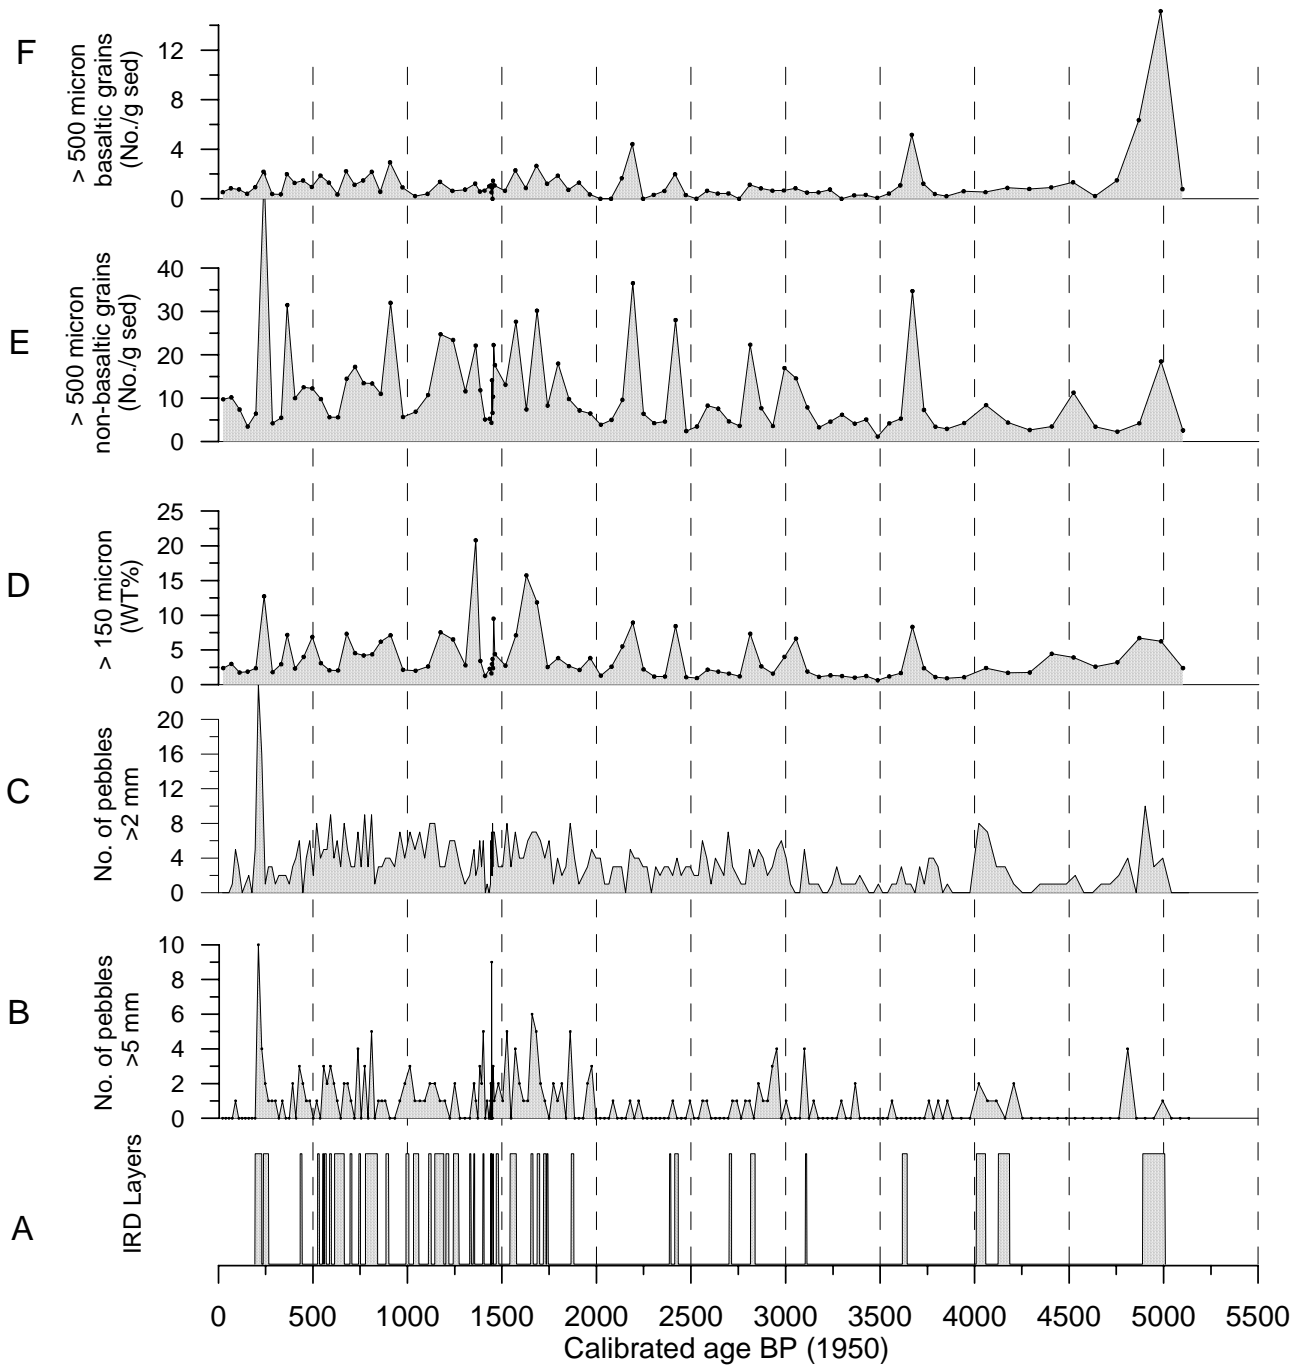 F
> 500 micron
basaltic grains
(No./g sed)
12
8
4
0
E
> 500 micron
non-basaltic grains
(No./g sed)
40
30
20
10
0
D
> 150 micron
(WT%)
25
20
15
10
5
0
C
No. of pebbles
>2 mm
20
16
12
8
4
0
B
No. of pebbles
>5 mm
10
8
6
4
2
0
A
IRD Layers
0 500 1000 1500 2000 2500 3000 3500 4000 4500 5000 5500
Calibrated age BP (1950)